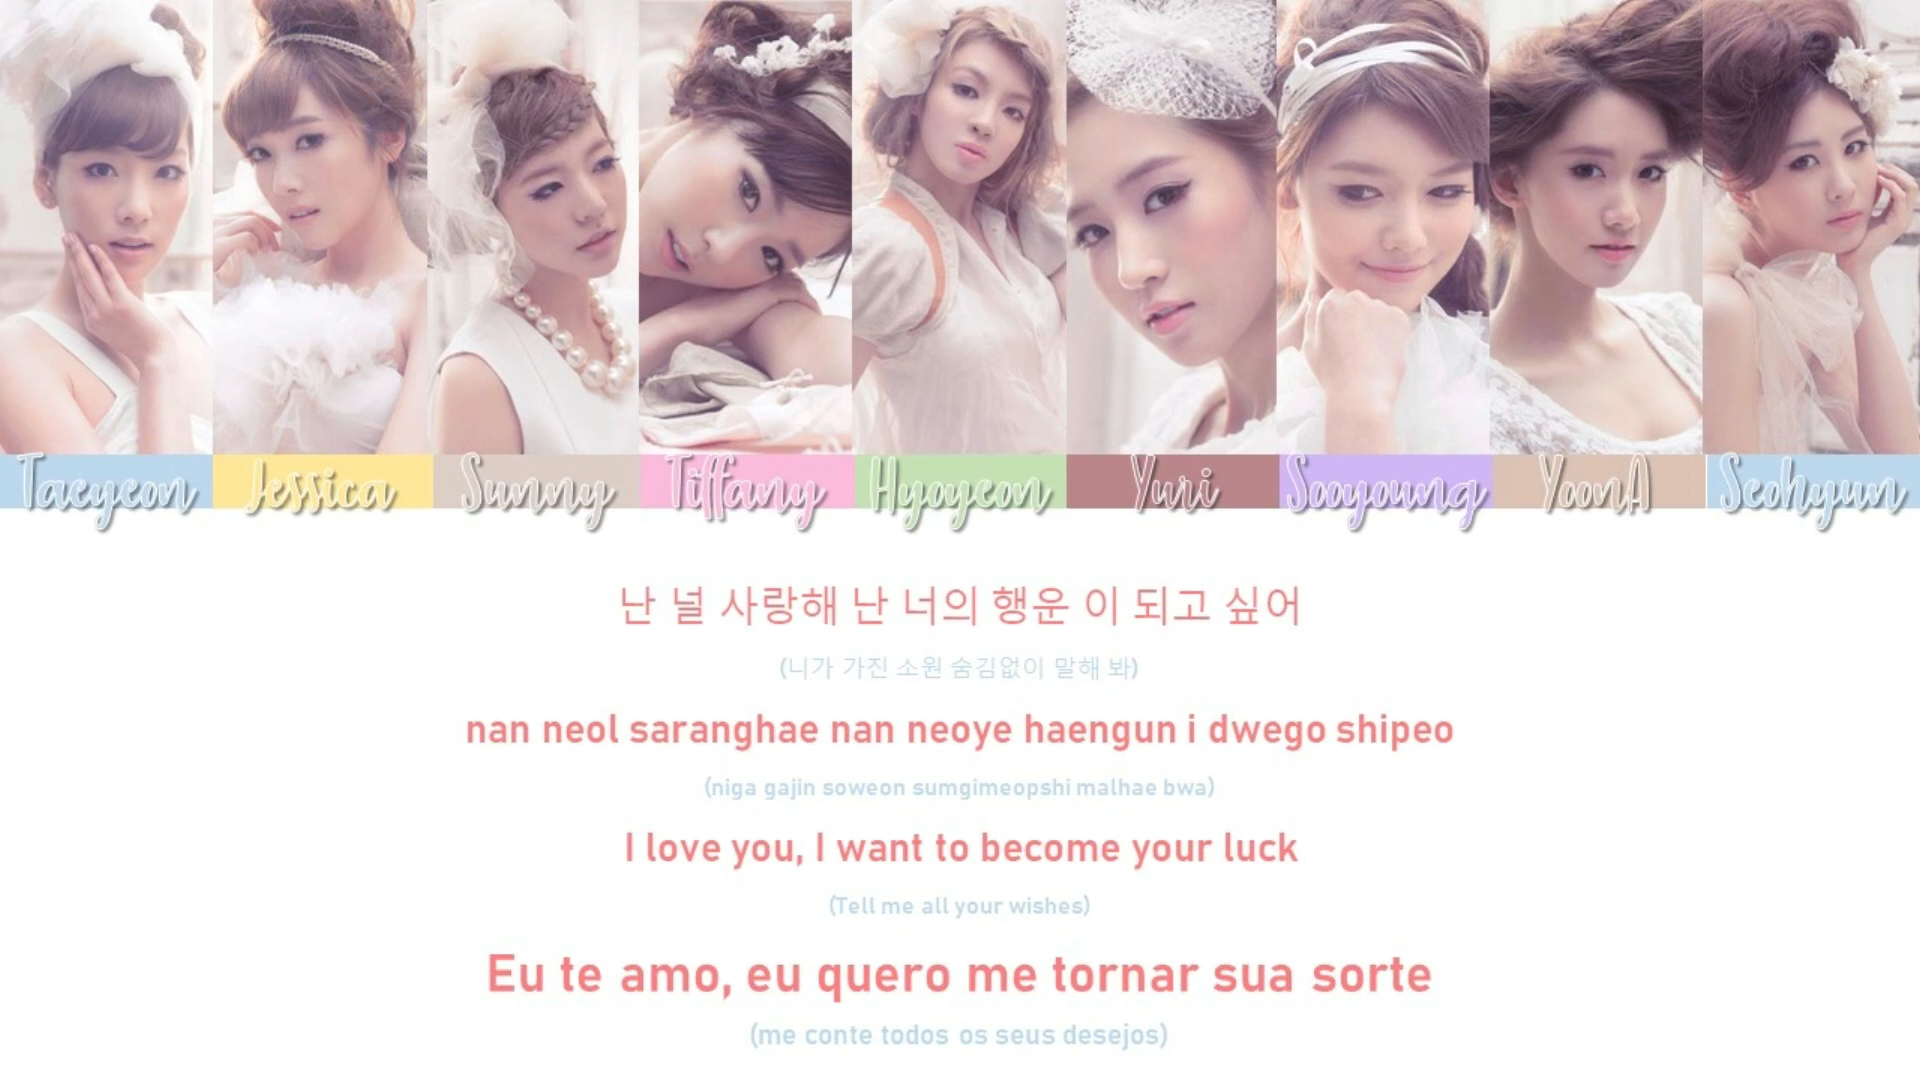 Taeyeon Jessica Sunny Tiffany Hyoyeon Yuri Sooyoung YoonA Seohyun
난 널 사랑해 난 너의 행운 이 되고 싶어
(니가 가진 소원 숨김없이 말해 봐)
nan neol saranghae nan neoye haengun i dwego shipeo
(niga gajin soweon sumgimeopshi malhae bwa)
I love you, I want to become your luck
(Tell me all your wishes)
Eu te amo, eu quero me tornar sua sorte
(me conte todos os seus desejos)